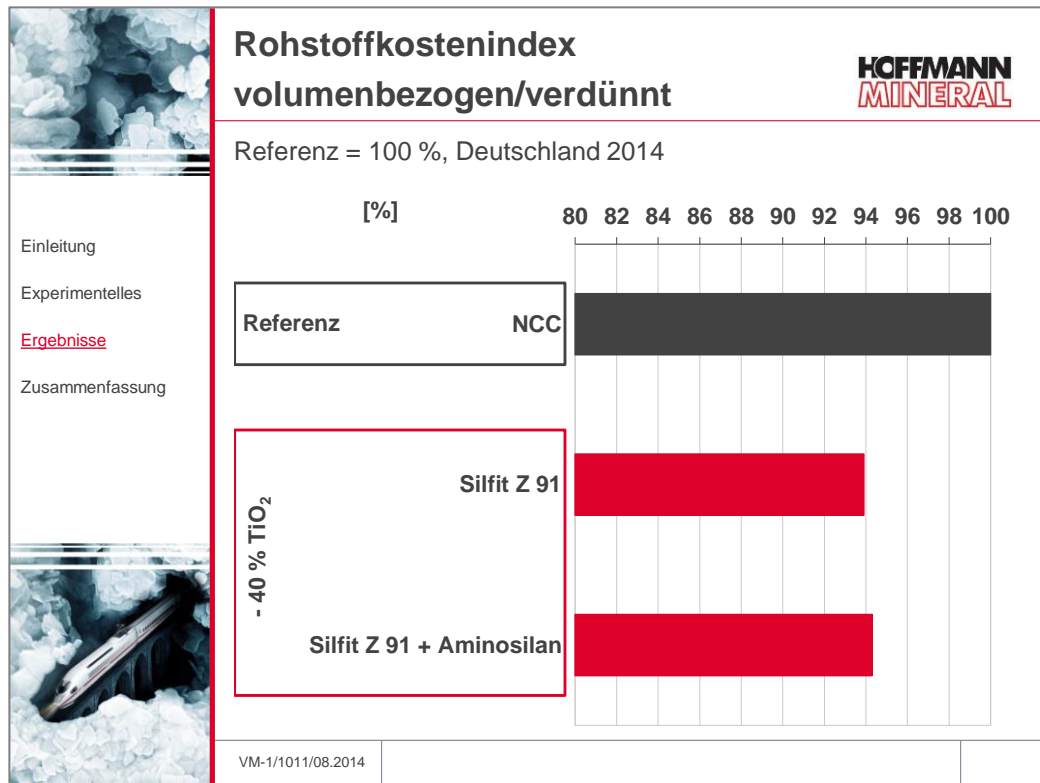 Rohstoffkostenindex
volumenbezogen/verdünnt
HOFFMANN
MINERAL
Referenz = 100 %, Deutschland 2014
Einleitung
Experimentelles
Ergebnisse
Zusammenfassung
[%]
80 82 84 86 88 90 92 94 96 98 100
Referenz NCC
- 40 % TiO₂
Silfit Z 91
Silfit Z 91 + Aminosilan
VM-1/1011/08.2014